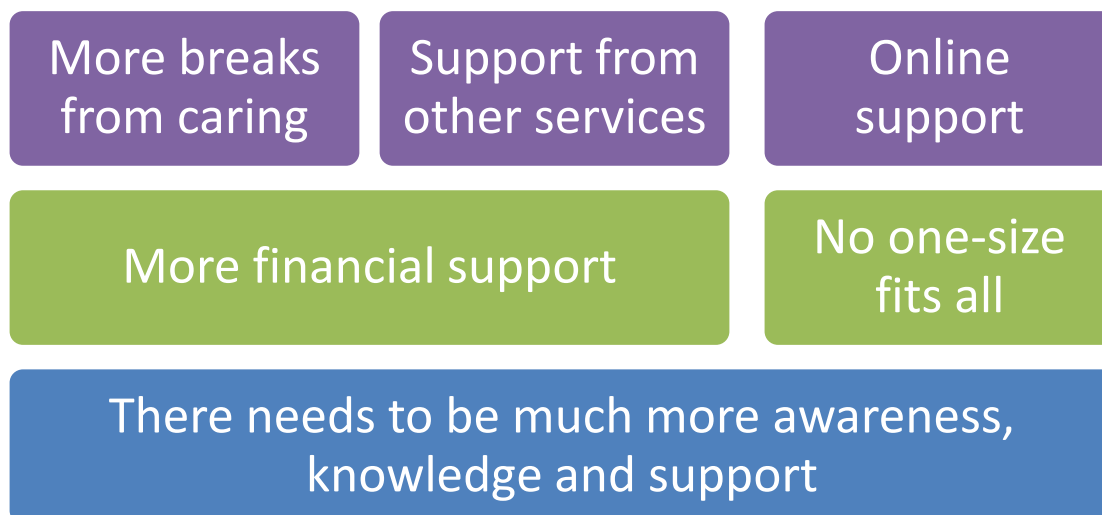 More breaks
from caring
Support from
other services
Online
support
More financial support
No one-size
fits all
There needs to be much more awareness,
knowledge and support